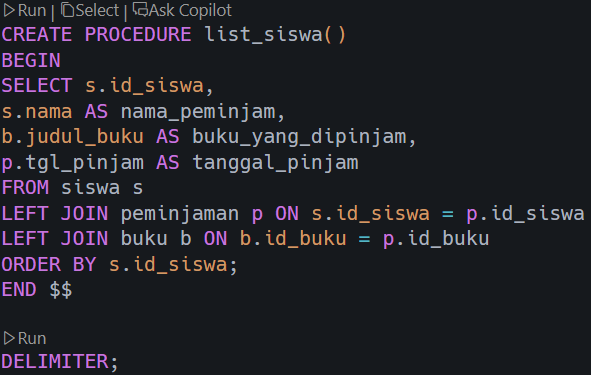 Run | Select | Ask Copilot
CREATE PROCEDURE list_siswa()
BEGIN
SELECT s.id_siswa,
s.nama AS nama_peminjam,
b.judul_buku AS buku_yang_dipinjam,
p.tgl_pinjam AS tanggal_pinjam
FROM siswa s
LEFT JOIN peminjaman p ON s.id_siswa = p.id_siswa
LEFT JOIN buku b ON b.id_buku = p.id_buku
ORDER BY s.id_siswa;
END $$
Run
DELIMITER;